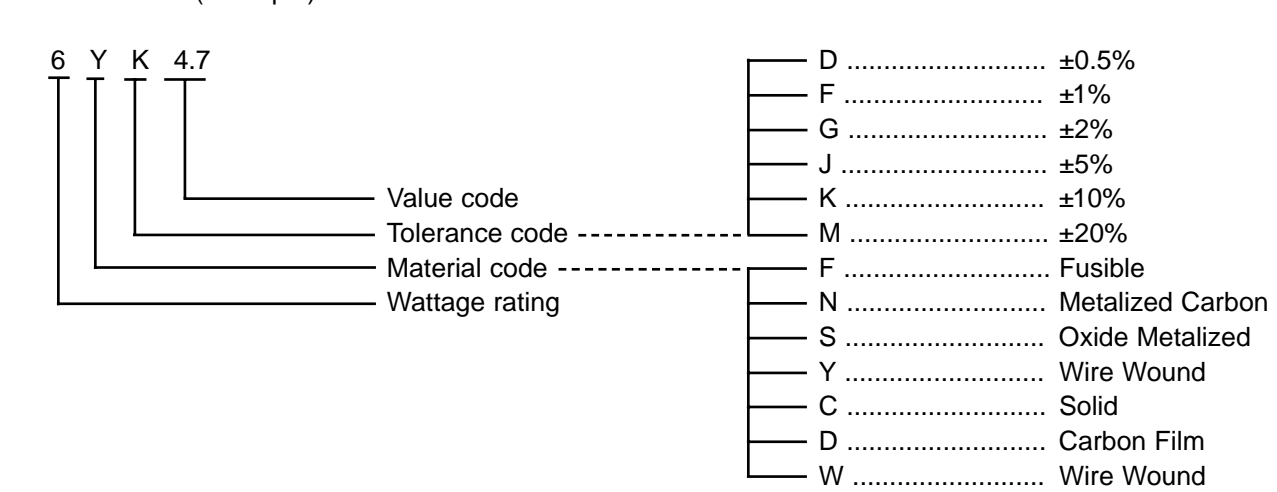 6 Y K 4.7
D ........................... ±0.5%
F ........................... ±1%
G ........................... ±2%
J ............................ ±5%
Value code K ........................... ±10%
Tolerance code M ........................... ±20%
Material code F ............................ Fusible
Wattage rating N ........................... Metalized Carbon
S ........................... Oxide Metalized
Y ........................... Wire Wound
C ........................... Solid
D ........................... Carbon Film
W .......................... Wire Wound